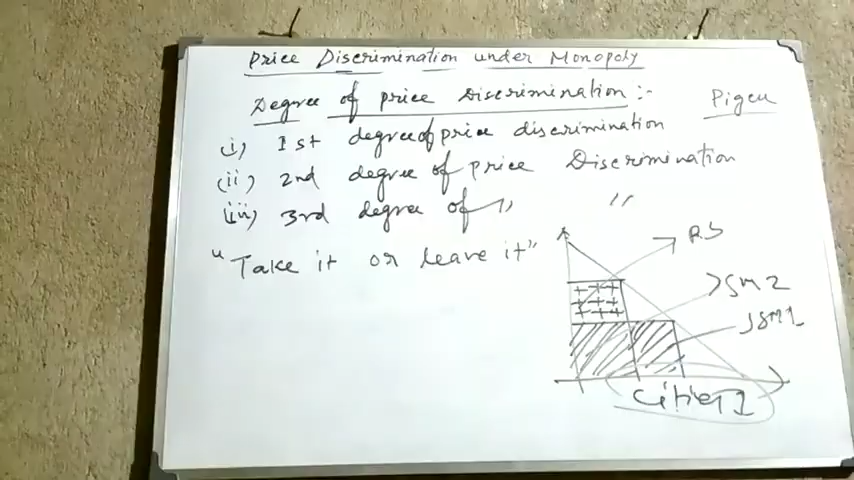 Price Discrimination under Monopoly
Degree of price Discrimination :-
Pigeu
i) 1st degree of price discrimination
(ii) 2nd degree of price Discrimination
(iii) 3rd degree of " "
"Take it or leave it"
RS
SM2
SM1